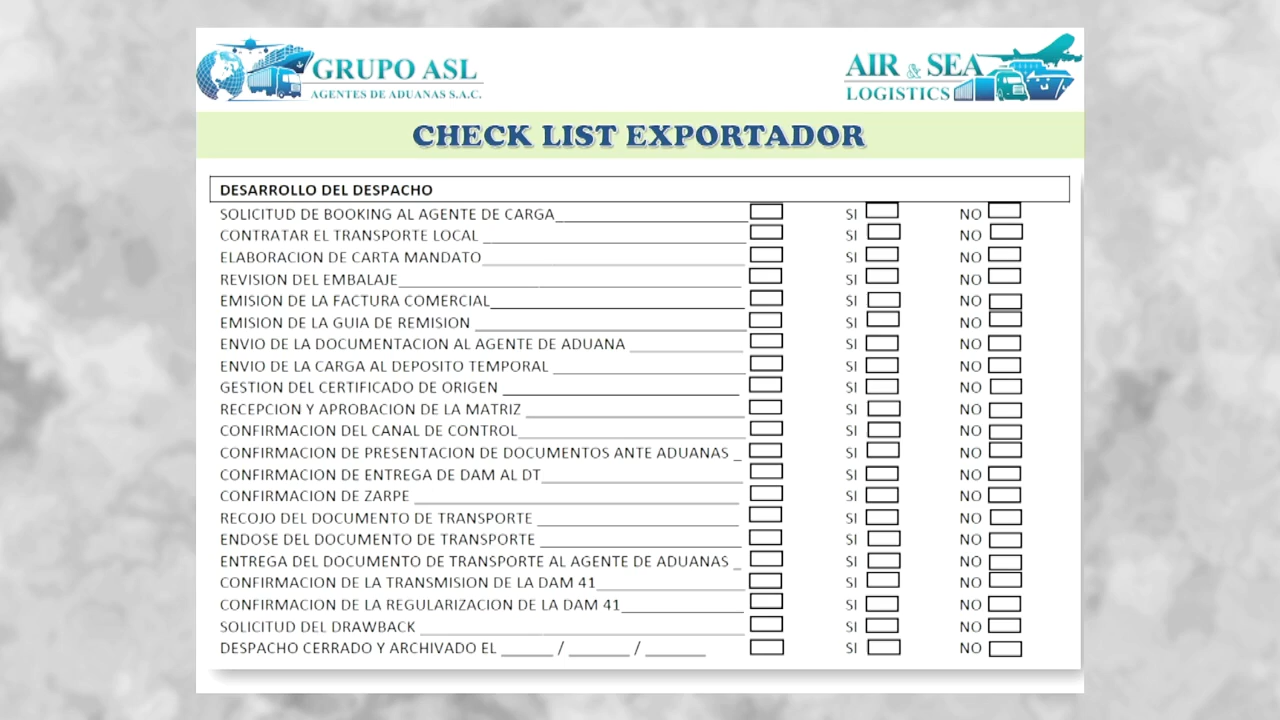 GRUPO ASL
AGENTES DE ADUANAS S.A.C.
AIR & SEA
LOGISTICS
CHECK LIST EXPORTADOR
DESARROLLO DEL DESPACHO
SOLICITUD DE BOOKING AL AGENTE DE CARGA SI NO
CONTRATAR EL TRANSPORTE LOCAL SI NO
ELABORACION DE CARTA MANDATO SI NO
REVISION DEL EMBALAJE SI NO
EMISION DE LA FACTURA COMERCIAL SI NO
EMISION DE LA GUIA DE REMISION SI NO
ENVIO DE LA DOCUMENTACION AL AGENTE DE ADUANA SI NO
ENVIO DE LA CARGA AL DEPOSITO TEMPORAL SI NO
GESTION DEL CERTIFICADO DE ORIGEN SI NO
RECEPCION Y APROBACION DE LA MATRIZ SI NO
CONFIRMACION DEL CANAL DE CONTROL SI NO
CONFIRMACION DE PRESENTACION DE DOCUMENTOS ANTE ADUANAS SI NO
CONFIRMACION DE ENTREGA DE DAM AL DT SI NO
CONFIRMACION DE ZARPE SI NO
RECOJO DEL DOCUMENTO DE TRANSPORTE SI NO
ENDOSE DEL DOCUMENTO DE TRANSPORTE SI NO
ENTREGA DEL DOCUMENTO DE TRANSPORTE AL AGENTE DE ADUANAS SI NO
CONFIRMACION DE LA TRANSMISION DE LA DAM 41 SI NO
CONFIRMACION DE LA REGULARIZACION DE LA DAM 41 SI NO
SOLICITUD DEL DRAWBACK SI NO
DESPACHO CERRADO Y ARCHIVADO EL ______ / _______ / _______ SI NO